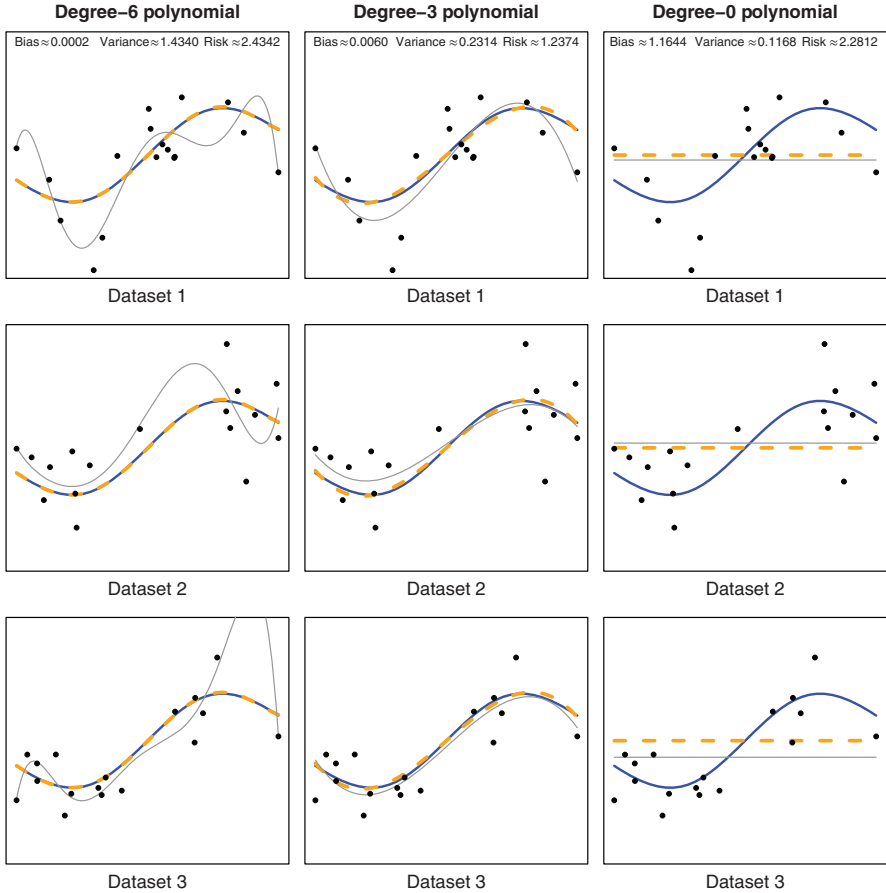 Degree−6 polynomial Degree−3 polynomial Degree−0 polynomial
Bias≈0.0002 Variance≈1.4340 Risk≈2.4342 Bias≈0.0060 Variance≈0.2314 Risk≈1.2374 Bias≈1.1644 Variance≈0.1168 Risk≈2.2812
Dataset 1 Dataset 1 Dataset 1
Dataset 2 Dataset 2 Dataset 2
Dataset 3 Dataset 3 Dataset 3